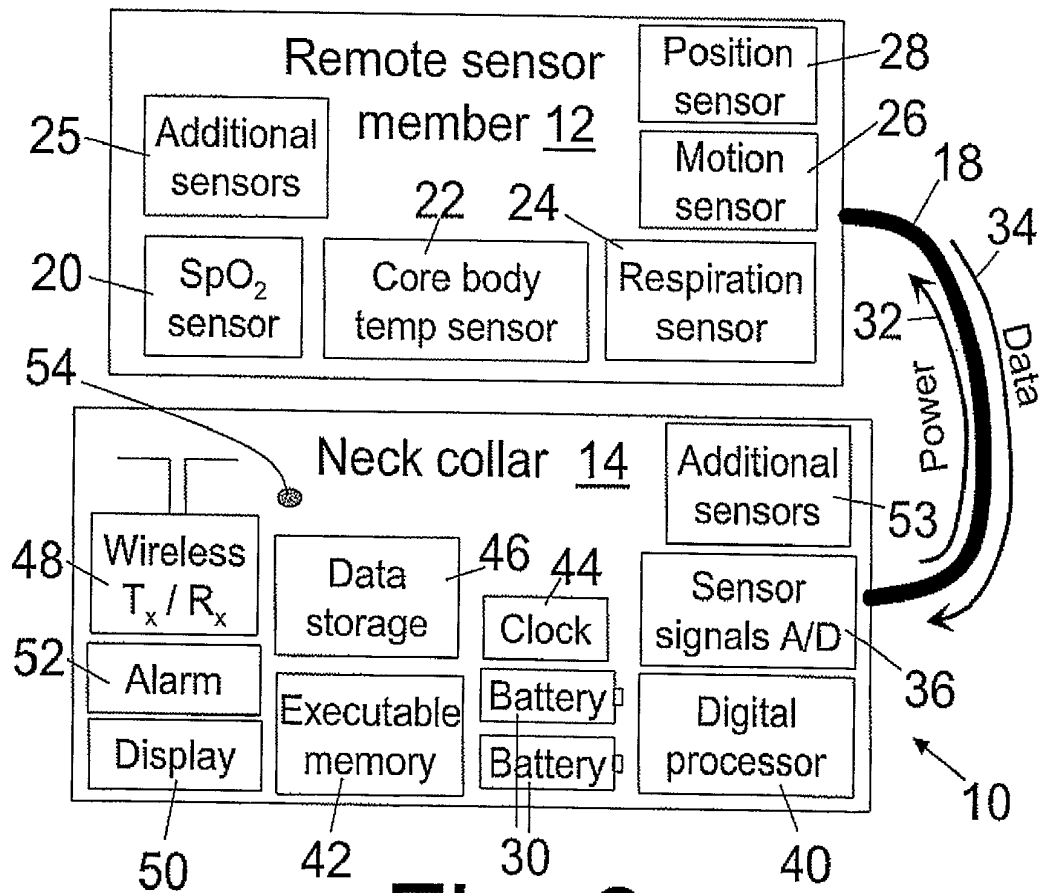 Remote sensor
member 12
Position
sensor
28
25
Additional
sensors
26
Motion
sensor
18
22
24
34
20
SpO₂
sensor
Core body
temp sensor
Respiration
sensor
32
Power
Data
54
Neck collar 14
Additional
sensors
53
48
Wireless
Tₓ / Rₓ
Data
storage
46
44
Clock
Sensor
signals A/D
36
52
Alarm
Executable
memory
Battery
Battery
Digital
processor
Display
10
50
42
30
40